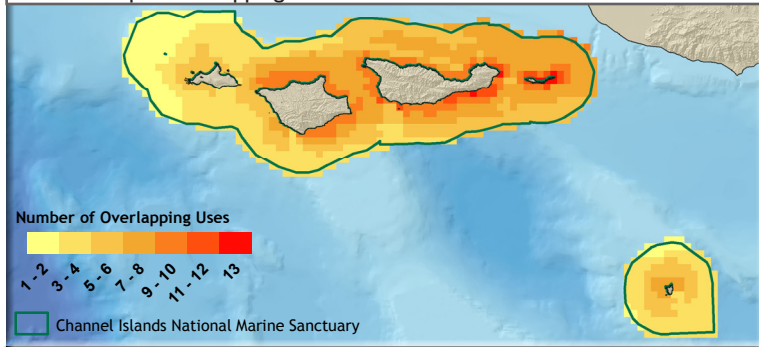 Number of Overlapping Uses
1 - 2
3 - 4
5 - 6
7 - 8
9 - 10
11 - 12
13
Channel Islands National Marine Sanctuary